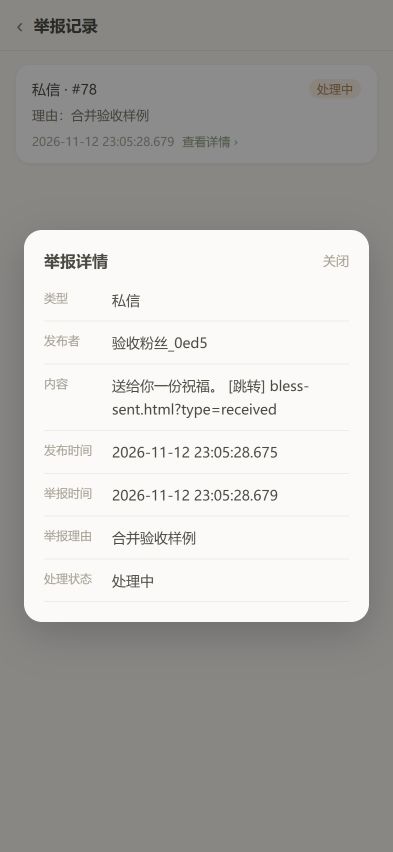 ‹ 举报记录
私信 · #78
处理中
理由：合并验收样例
2026-11-12 23:05:28.679 查看详情 ›
举报详情
关闭
类型 私信
发布者 验收粉丝_0ed5
内容 送给你一份祝福。 [跳转] bless-
sent.html?type=received
发布时间 2026-11-12 23:05:28.675
举报时间 2026-11-12 23:05:28.679
举报理由 合并验收样例
处理状态 处理中